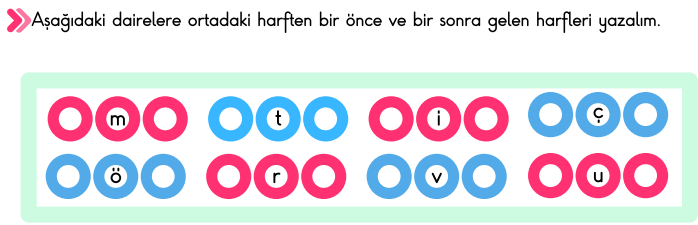 Aşağıdaki dairelere ortadaki harften bir önce ve bir sonra gelen harfleri yazalım.
m t i ç
ö r v u